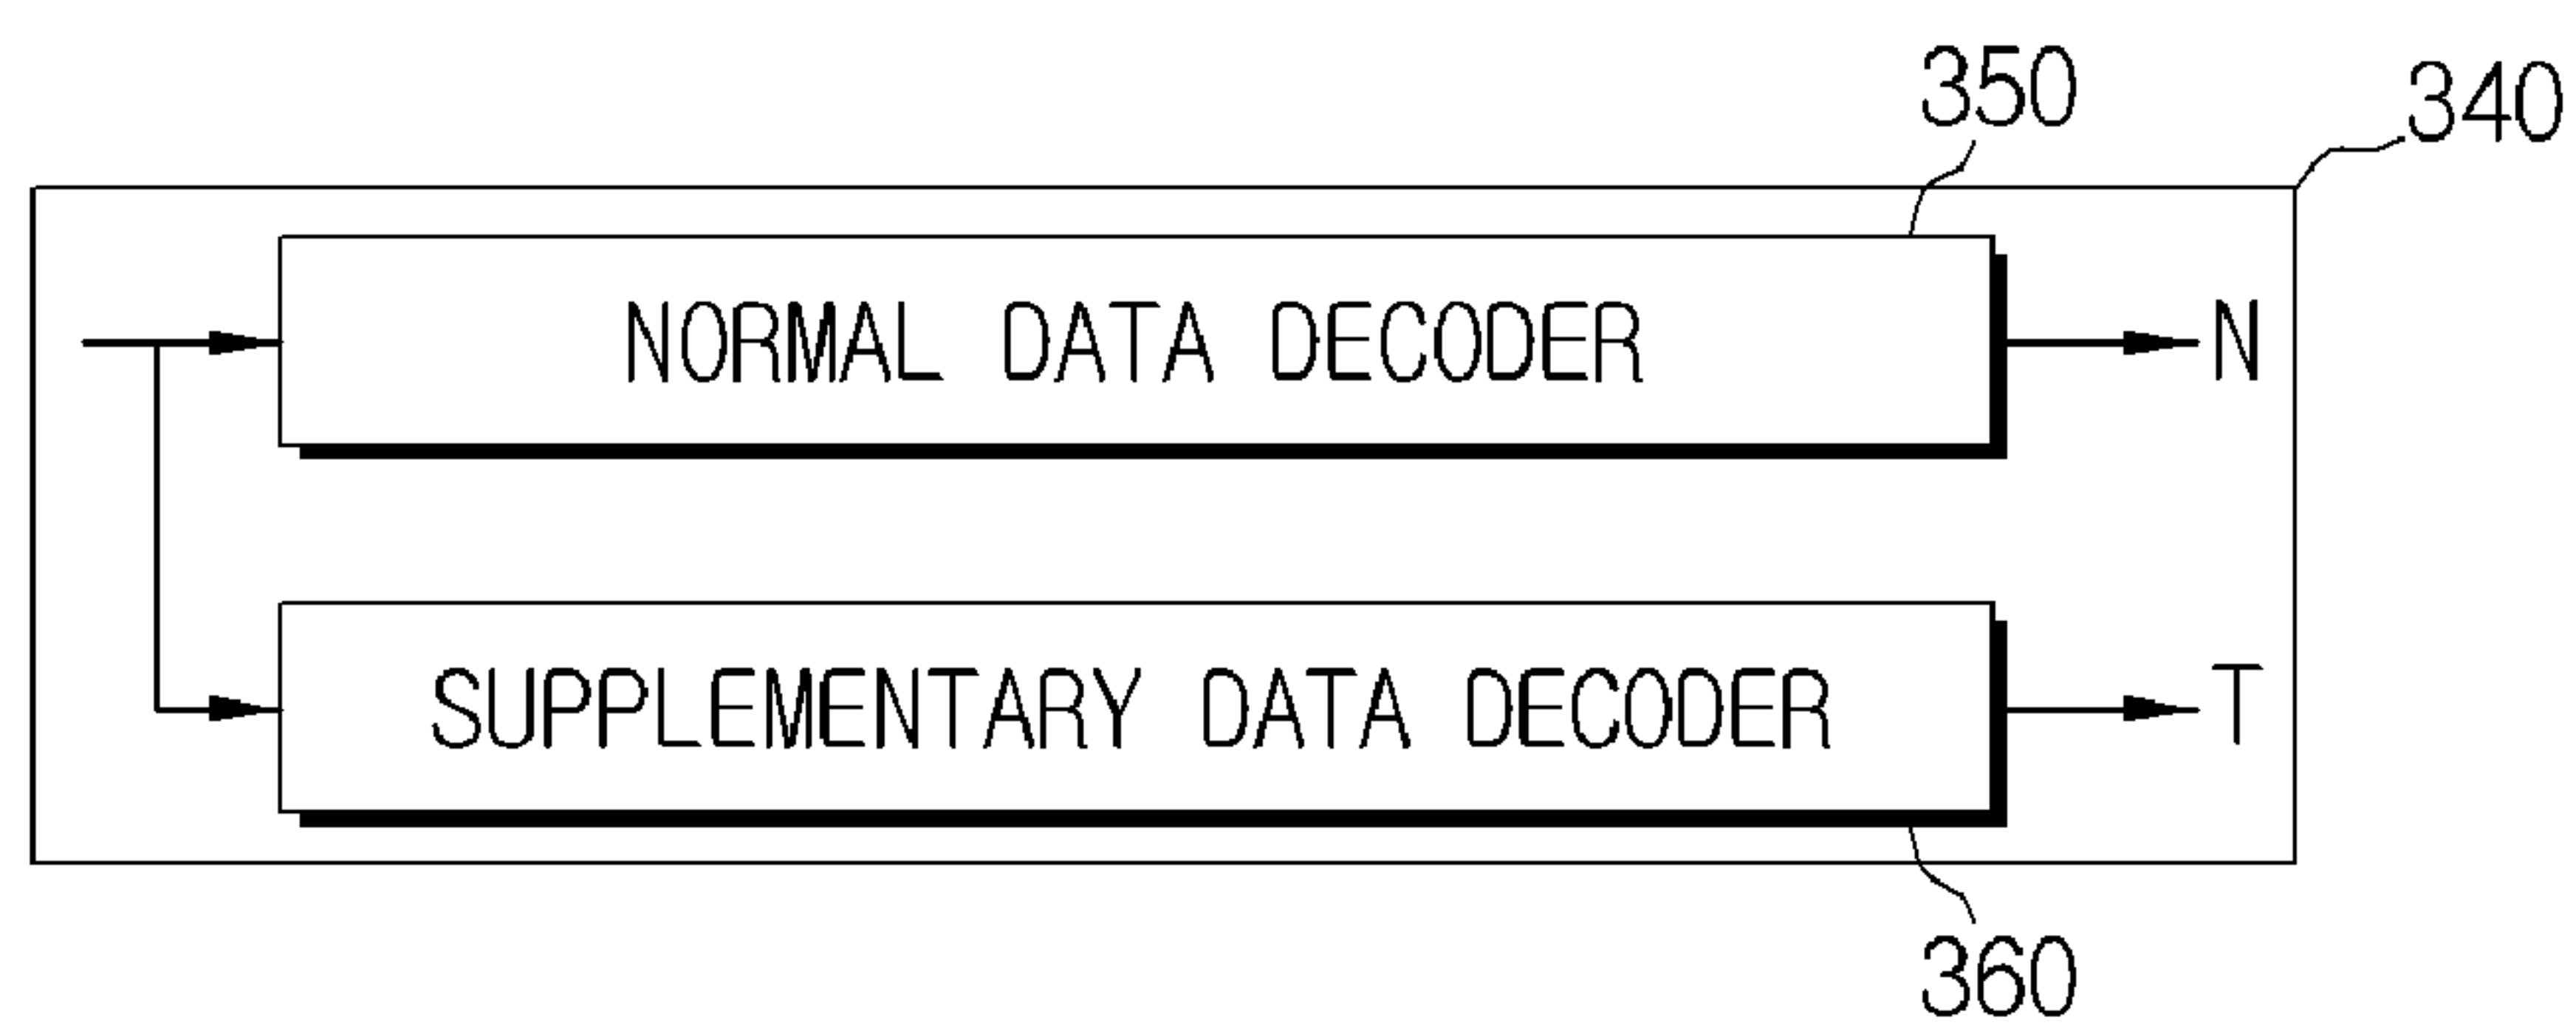 350
340
NORMAL DATA DECODER
N
SUPPLEMENTARY DATA DECODER
T
360